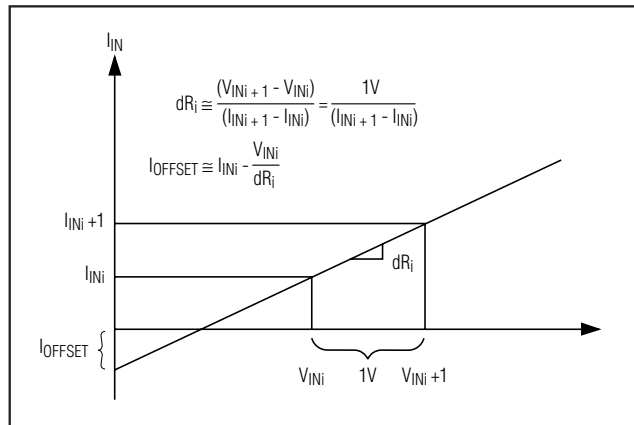 I_IN
dR_i ≅ (V_INi + 1 - V_INi) / (I_INi + 1 - I_INi) = 1V / (I_INi + 1 - I_INi)
I_OFFSET ≅ I_INi - V_INi / dR_i
I_INi + 1
I_INi
dR_i
I_OFFSET
V_INi 1V V_INi + 1